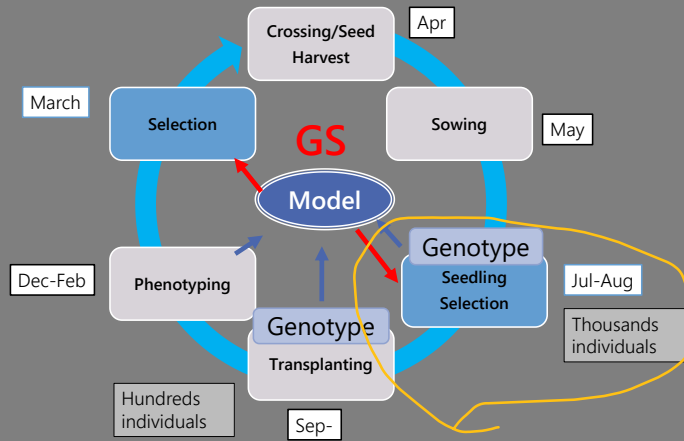 Crossing/Seed
Harvest
Apr
March
Selection
Sowing
May
GS
Model
Genotype
Seedling
Selection
Jul-Aug
Thousands
individuals
Dec-Feb
Phenotyping
Genotype
Transplanting
Hundreds
individuals
Sep-